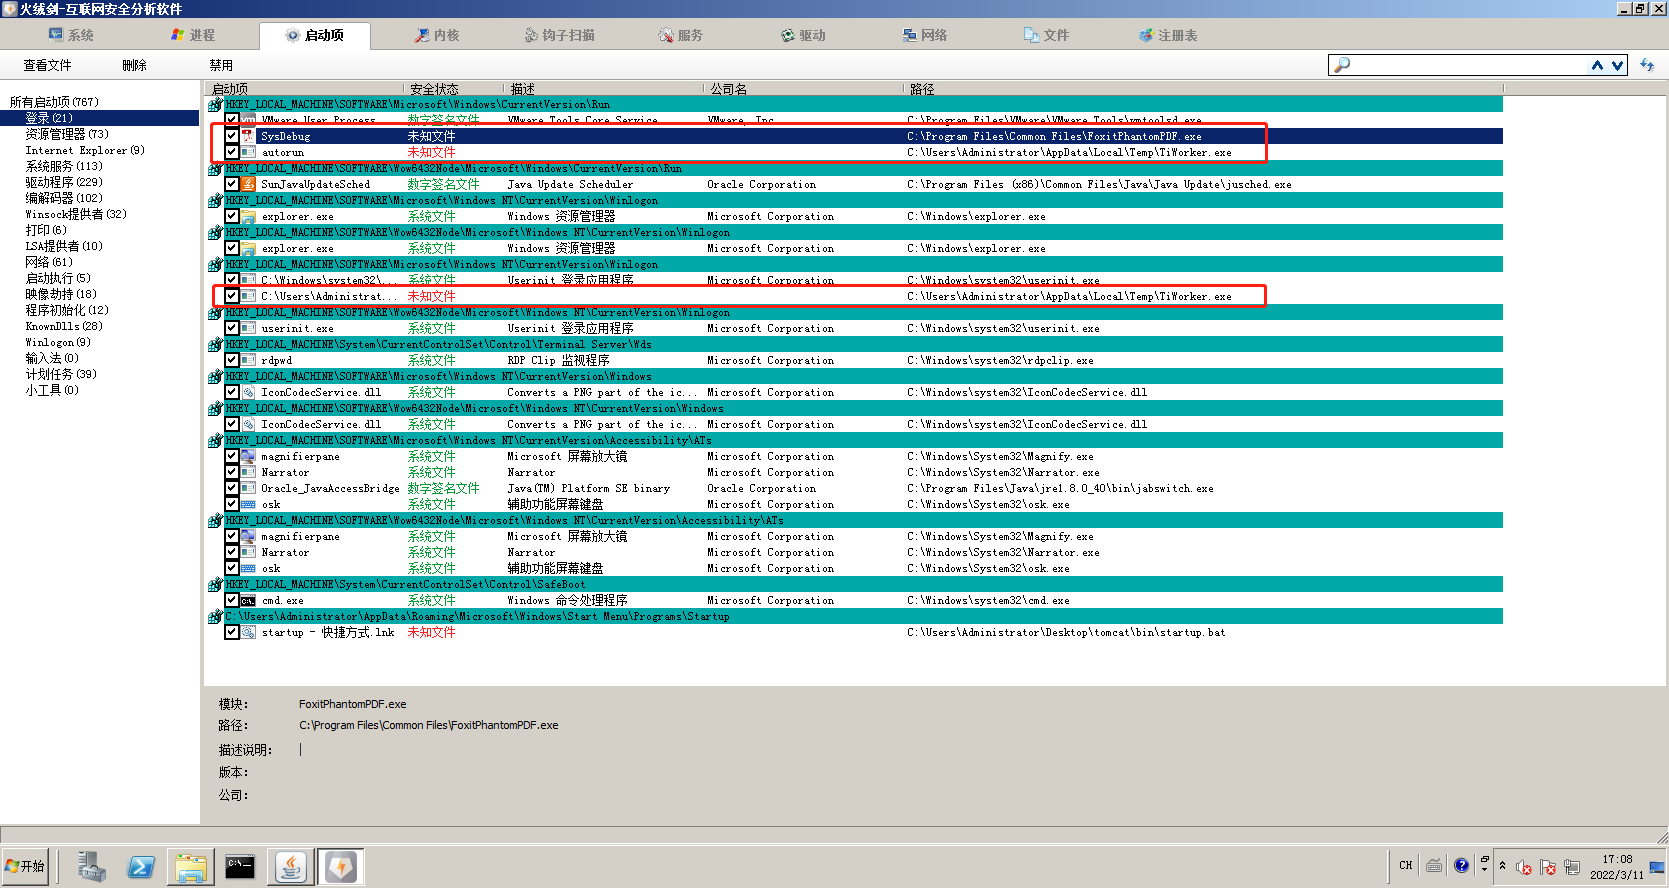 火绒剑-互联网安全分析软件
系统 进程 启动项 内核 钩子扫描 服务 驱动 网络 文件 注册表
查看文件 删除 禁用
所有启动项(767)
登录(21)
资源管理器(73)
Internet Explorer(9)
系统服务(113)
驱动程序(229)
编解码器(102)
Winsock提供者(32)
打印(6)
LSA提供者(10)
网络(61)
启动执行(5)
映像劫持(18)
程序初始化(12)
KnownDlls(28)
Winlogon(9)
输入法(0)
计划任务(39)
小工具(0)
启动项 安全状态 描述 公司名 路径
HKEY_LOCAL_MACHINE\SOFTWARE\Microsoft\Windows\CurrentVersion\Run
VMware User Process 数字签名文件 VMware Tools Core Service VMware, Inc. C:\Program Files\VMware\VMware Tools\vmtoolsd.exe
SysDebug 未知文件 C:\Program Files\Common Files\FoxitPhantomPDF.exe
autorun 未知文件 C:\Users\Administrator\AppData\Local\Temp\TiWorker.exe
HKEY_LOCAL_MACHINE\SOFTWARE\Wow6432Node\Microsoft\Windows\CurrentVersion\Run
SunJavaUpdateSched 数字签名文件 Java Update Scheduler Oracle Corporation C:\Program Files (x86)\Common Files\Java\Java Update\jusched.exe
HKEY_LOCAL_MACHINE\SOFTWARE\Microsoft\Windows NT\CurrentVersion\Winlogon
explorer.exe 系统文件 Windows 资源管理器 Microsoft Corporation C:\Windows\explorer.exe
HKEY_LOCAL_MACHINE\SOFTWARE\Wow6432Node\Microsoft\Windows NT\CurrentVersion\Winlogon
explorer.exe 系统文件 Windows 资源管理器 Microsoft Corporation C:\Windows\explorer.exe
HKEY_LOCAL_MACHINE\SOFTWARE\Microsoft\Windows NT\CurrentVersion\Winlogon
C:\Windows\system32\... 系统文件 Userinit 登录应用程序 Microsoft Corporation C:\Windows\system32\userinit.exe
C:\Users\Administrat... 未知文件 C:\Users\Administrator\AppData\Local\Temp\TiWorker.exe
HKEY_LOCAL_MACHINE\SOFTWARE\Wow6432Node\Microsoft\Windows NT\CurrentVersion\Winlogon
userinit.exe 系统文件 Userinit 登录应用程序 Microsoft Corporation C:\Windows\system32\userinit.exe
HKEY_LOCAL_MACHINE\System\CurrentControlSet\Control\Terminal Server\Wds
rdpwd 系统文件 RDP Clip 监视程序 Microsoft Corporation C:\Windows\system32\rdpclip.exe
HKEY_LOCAL_MACHINE\SOFTWARE\Microsoft\Windows NT\CurrentVersion\Windows
IconCodecService.dll 系统文件 Converts a PNG part of the ic... Microsoft Corporation C:\Windows\system32\IconCodecService.dll
HKEY_LOCAL_MACHINE\SOFTWARE\Wow6432Node\Microsoft\Windows NT\CurrentVersion\Windows
IconCodecService.dll 系统文件 Converts a PNG part of the ic... Microsoft Corporation C:\Windows\system32\IconCodecService.dll
HKEY_LOCAL_MACHINE\SOFTWARE\Microsoft\Windows NT\CurrentVersion\Accessibility\ATs
magnifierpane 系统文件 Microsoft 屏幕放大镜 Microsoft Corporation C:\Windows\System32\Magnify.exe
Narrator 系统文件 Narrator Microsoft Corporation C:\Windows\System32\Narrator.exe
Oracle_JavaAccessBridge 数字签名文件 Java(TM) Platform SE binary Oracle Corporation C:\Program Files\Java\jre1.8.0_40\bin\jabswitch.exe
osk 系统文件 辅助功能屏幕键盘 Microsoft Corporation C:\Windows\System32\osk.exe
HKEY_LOCAL_MACHINE\SOFTWARE\Wow6432Node\Microsoft\Windows NT\CurrentVersion\Accessibility\ATs
magnifierpane 系统文件 Microsoft 屏幕放大镜 Microsoft Corporation C:\Windows\System32\Magnify.exe
Narrator 系统文件 Narrator Microsoft Corporation C:\Windows\System32\Narrator.exe
osk 系统文件 辅助功能屏幕键盘 Microsoft Corporation C:\Windows\System32\osk.exe
HKEY_LOCAL_MACHINE\System\CurrentControlSet\Control\SafeBoot
cmd.exe 系统文件 Windows 命令处理程序 Microsoft Corporation C:\Windows\system32\cmd.exe
C:\Users\Administrator\AppData\Roaming\Microsoft\Windows\Start Menu\Programs\Startup
startup - 快捷方式.lnk 未知文件 C:\Users\Administrator\Desktop\tomcat\bin\startup.bat
模块: FoxitPhantomPDF.exe
路径: C:\Program Files\Common Files\FoxitPhantomPDF.exe
描述说明:
版本:
公司:
开始 C:\ CH 17:08
2022/3/11